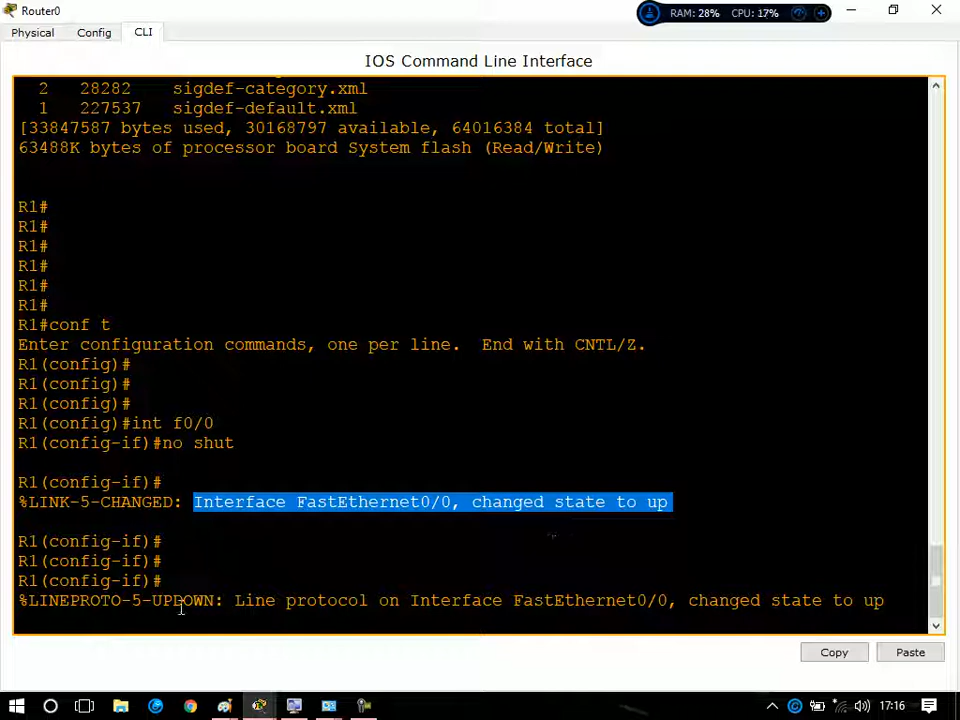 Router0
RAM: 28% CPU: 17%
Physical Config CLI
IOS Command Line Interface
2 28282 sigdef-category.xml
1 227537 sigdef-default.xml
[33847587 bytes used, 30168797 available, 64016384 total]
63488K bytes of processor board System flash (Read/Write)
R1#
R1#
R1#
R1#
R1#
R1#
R1#conf t
Enter configuration commands, one per line. End with CNTL/Z.
R1(config)#
R1(config)#
R1(config)#
R1(config)#int f0/0
R1(config-if)#no shut
R1(config-if)#
%LINK-5-CHANGED: Interface FastEthernet0/0, changed state to up
R1(config-if)#
R1(config-if)#
R1(config-if)#
%LINEPROTO-5-UPDOWN: Line protocol on Interface FastEthernet0/0, changed state to up
Copy Paste
17:16